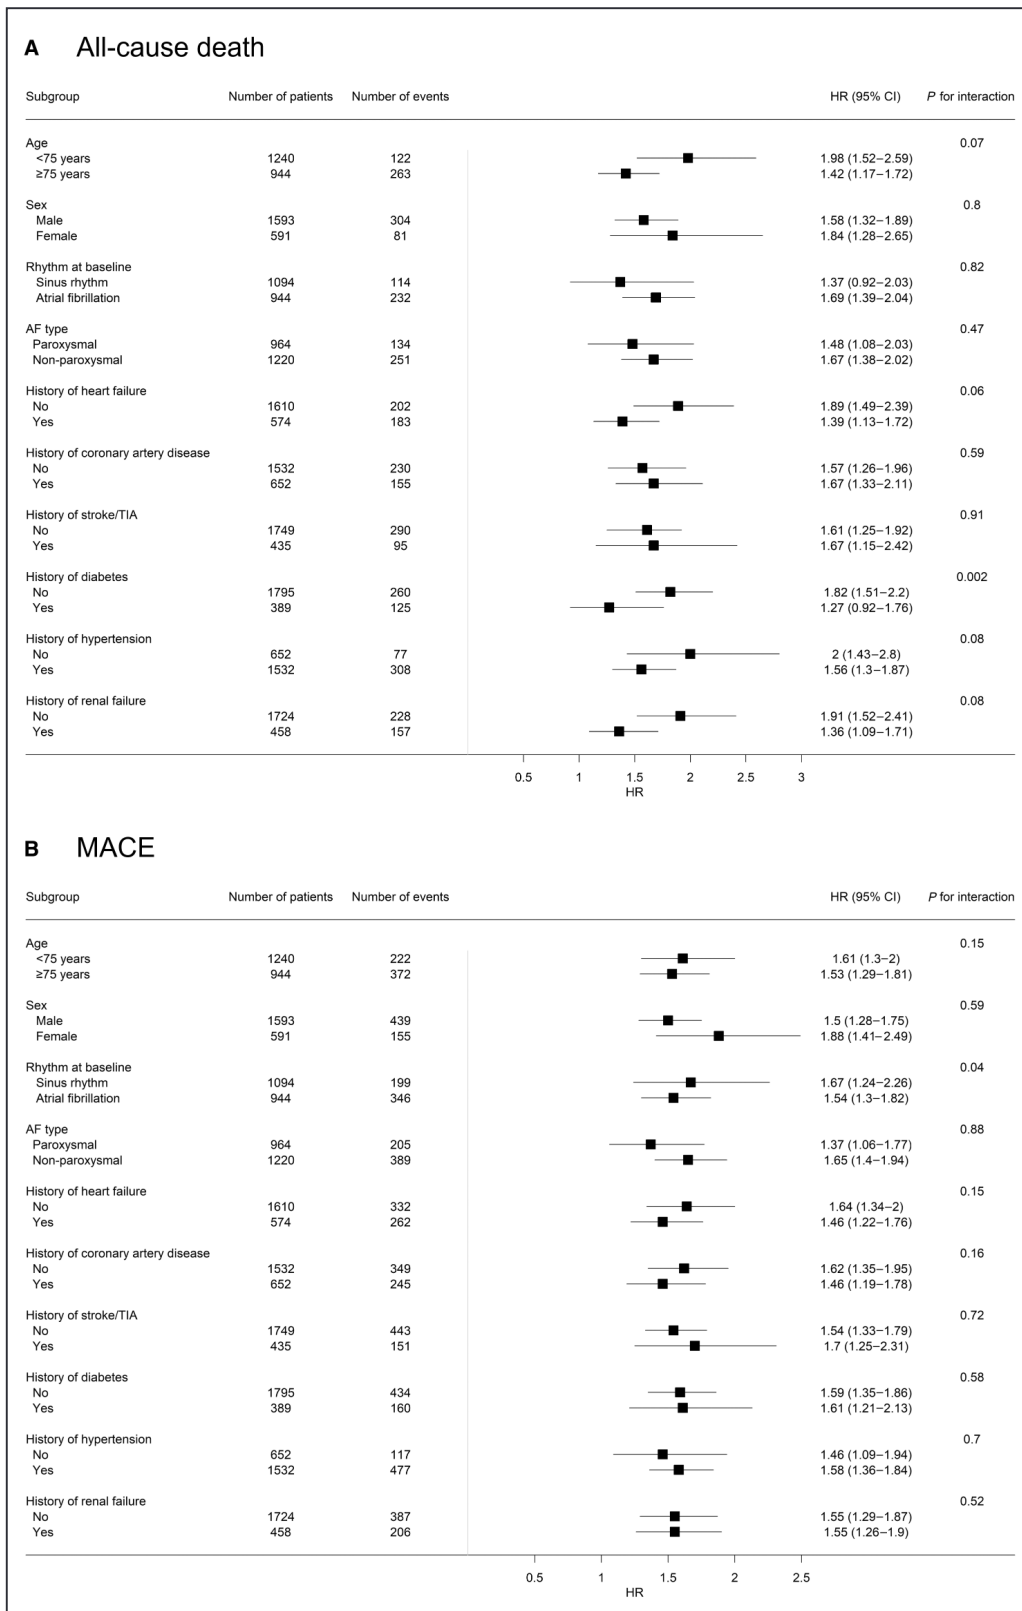 A All-cause death
Subgroup Number of patients Number of events HR (95% CI) P for interaction
Age 0.07
<75 years 1240 122 1.98 (1.52–2.59)
≥75 years 944 263 1.42 (1.17–1.72)
Sex 0.8
Male 1593 304 1.58 (1.32–1.89)
Female 591 81 1.84 (1.28–2.65)
Rhythm at baseline 0.82
Sinus rhythm 1094 114 1.37 (0.92–2.03)
Atrial fibrillation 944 232 1.69 (1.39–2.04)
AF type 0.47
Paroxysmal 964 134 1.48 (1.08–2.03)
Non-paroxysmal 1220 251 1.67 (1.38–2.02)
History of heart failure 0.06
No 1610 202 1.89 (1.49–2.39)
Yes 574 183 1.39 (1.13–1.72)
History of coronary artery disease 0.59
No 1532 230 1.57 (1.26–1.96)
Yes 652 155 1.67 (1.33–2.11)
History of stroke/TIA 0.91
No 1749 290 1.61 (1.25–1.92)
Yes 435 95 1.67 (1.15–2.42)
History of diabetes 0.002
No 1795 260 1.82 (1.51–2.2)
Yes 389 125 1.27 (0.92–1.76)
History of hypertension 0.08
No 652 77 2 (1.43–2.8)
Yes 1532 308 1.56 (1.3–1.87)
History of renal failure 0.08
No 1724 228 1.91 (1.52–2.41)
Yes 458 157 1.36 (1.09–1.71)
0.5 1 1.5 2 2.5 3
HR
B MACE
Subgroup Number of patients Number of events HR (95% CI) P for interaction
Age 0.15
<75 years 1240 222 1.61 (1.3–2)
≥75 years 944 372 1.53 (1.29–1.81)
Sex 0.59
Male 1593 439 1.5 (1.28–1.75)
Female 591 155 1.88 (1.41–2.49)
Rhythm at baseline 0.04
Sinus rhythm 1094 199 1.67 (1.24–2.26)
Atrial fibrillation 944 346 1.54 (1.3–1.82)
AF type 0.88
Paroxysmal 964 205 1.37 (1.06–1.77)
Non-paroxysmal 1220 389 1.65 (1.4–1.94)
History of heart failure 0.15
No 1610 332 1.64 (1.34–2)
Yes 574 262 1.46 (1.22–1.76)
History of coronary artery disease 0.16
No 1532 349 1.62 (1.35–1.95)
Yes 652 245 1.46 (1.19–1.78)
History of stroke/TIA 0.72
No 1749 443 1.54 (1.33–1.79)
Yes 435 151 1.7 (1.25–2.31)
History of diabetes 0.58
No 1795 434 1.59 (1.35–1.86)
Yes 389 160 1.61 (1.21–2.13)
History of hypertension 0.7
No 652 117 1.46 (1.09–1.94)
Yes 1532 477 1.58 (1.36–1.84)
History of renal failure 0.52
No 1724 387 1.55 (1.29–1.87)
Yes 458 206 1.55 (1.26–1.9)
0.5 1 1.5 2 2.5
HR